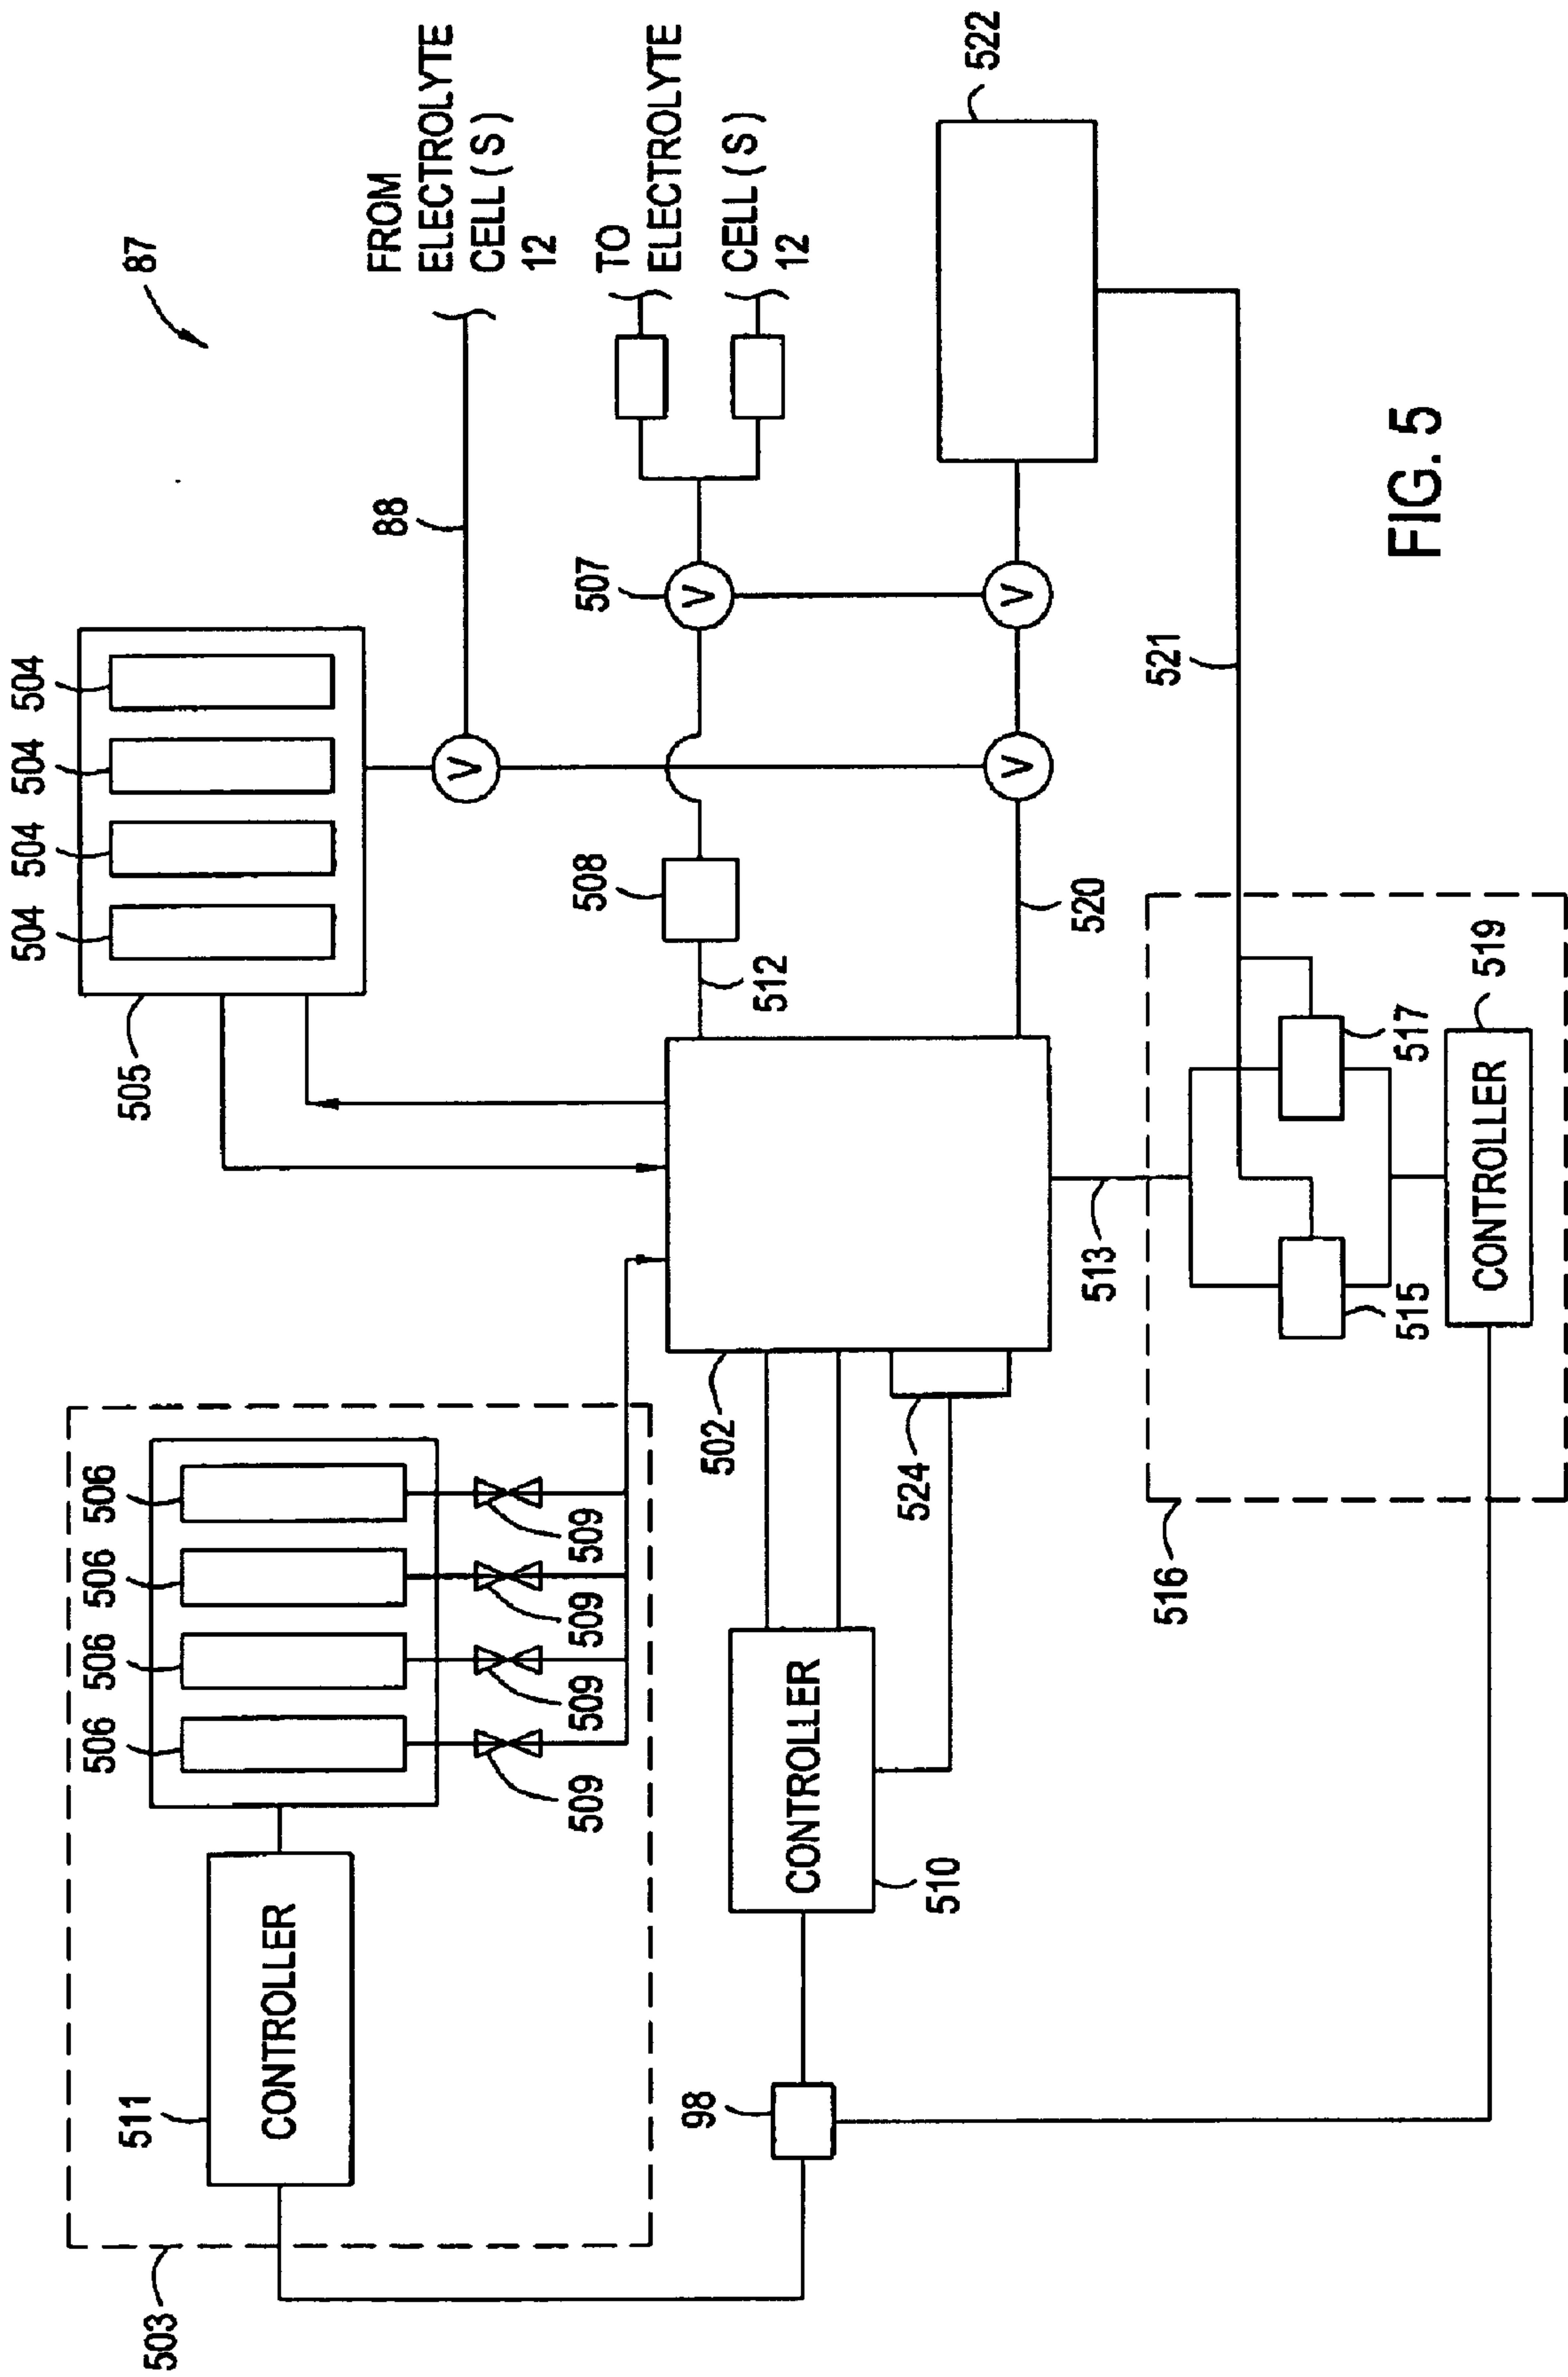 87
504
504
504
504
505
88
FROM
ELECTROLYTE
CELL(S)
12
TO
ELECTROLYTE
CELL(S)
12
503
511
CONTROLLER
506
506
506
506
509
509
509
509
V
507
V
508
512
V
V
522
520
502
524
CONTROLLER
510
98
513
521
516
515
517
CONTROLLER
519
FIG. 5